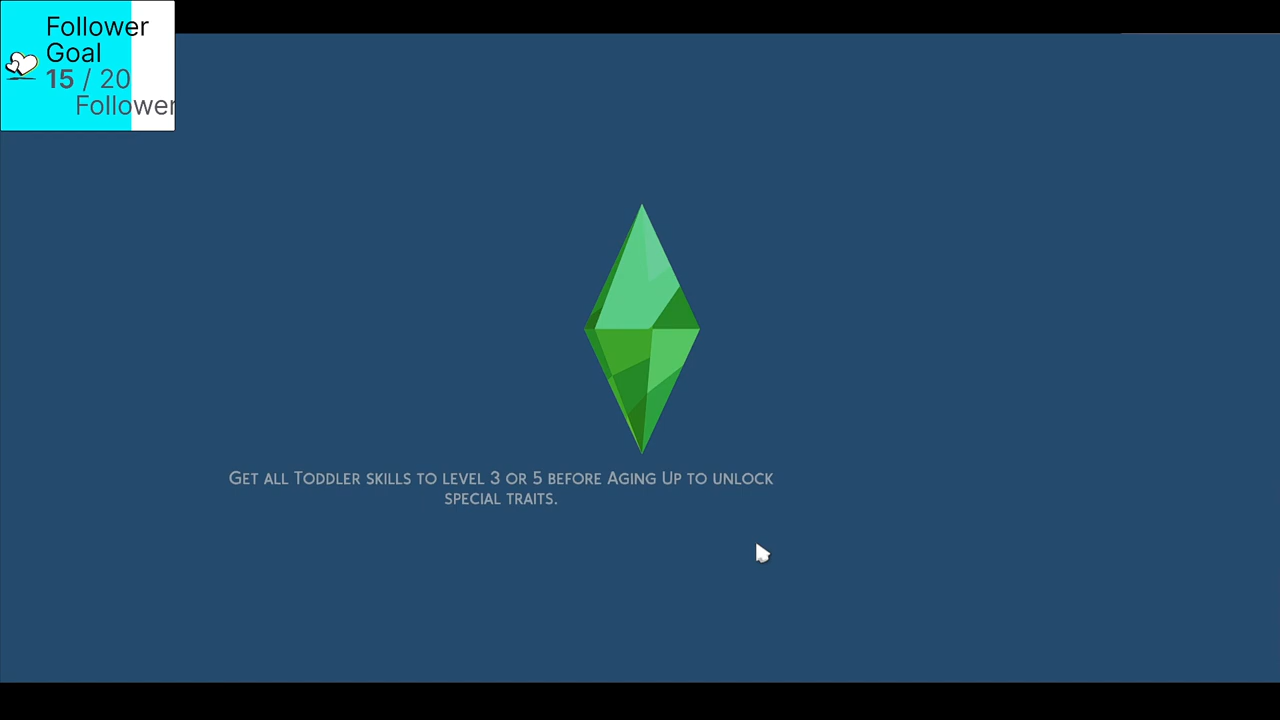 Follower
Goal
15 / 20
Follower
Get all Toddler skills to level 3 or 5 before Aging Up to unlock
special traits.